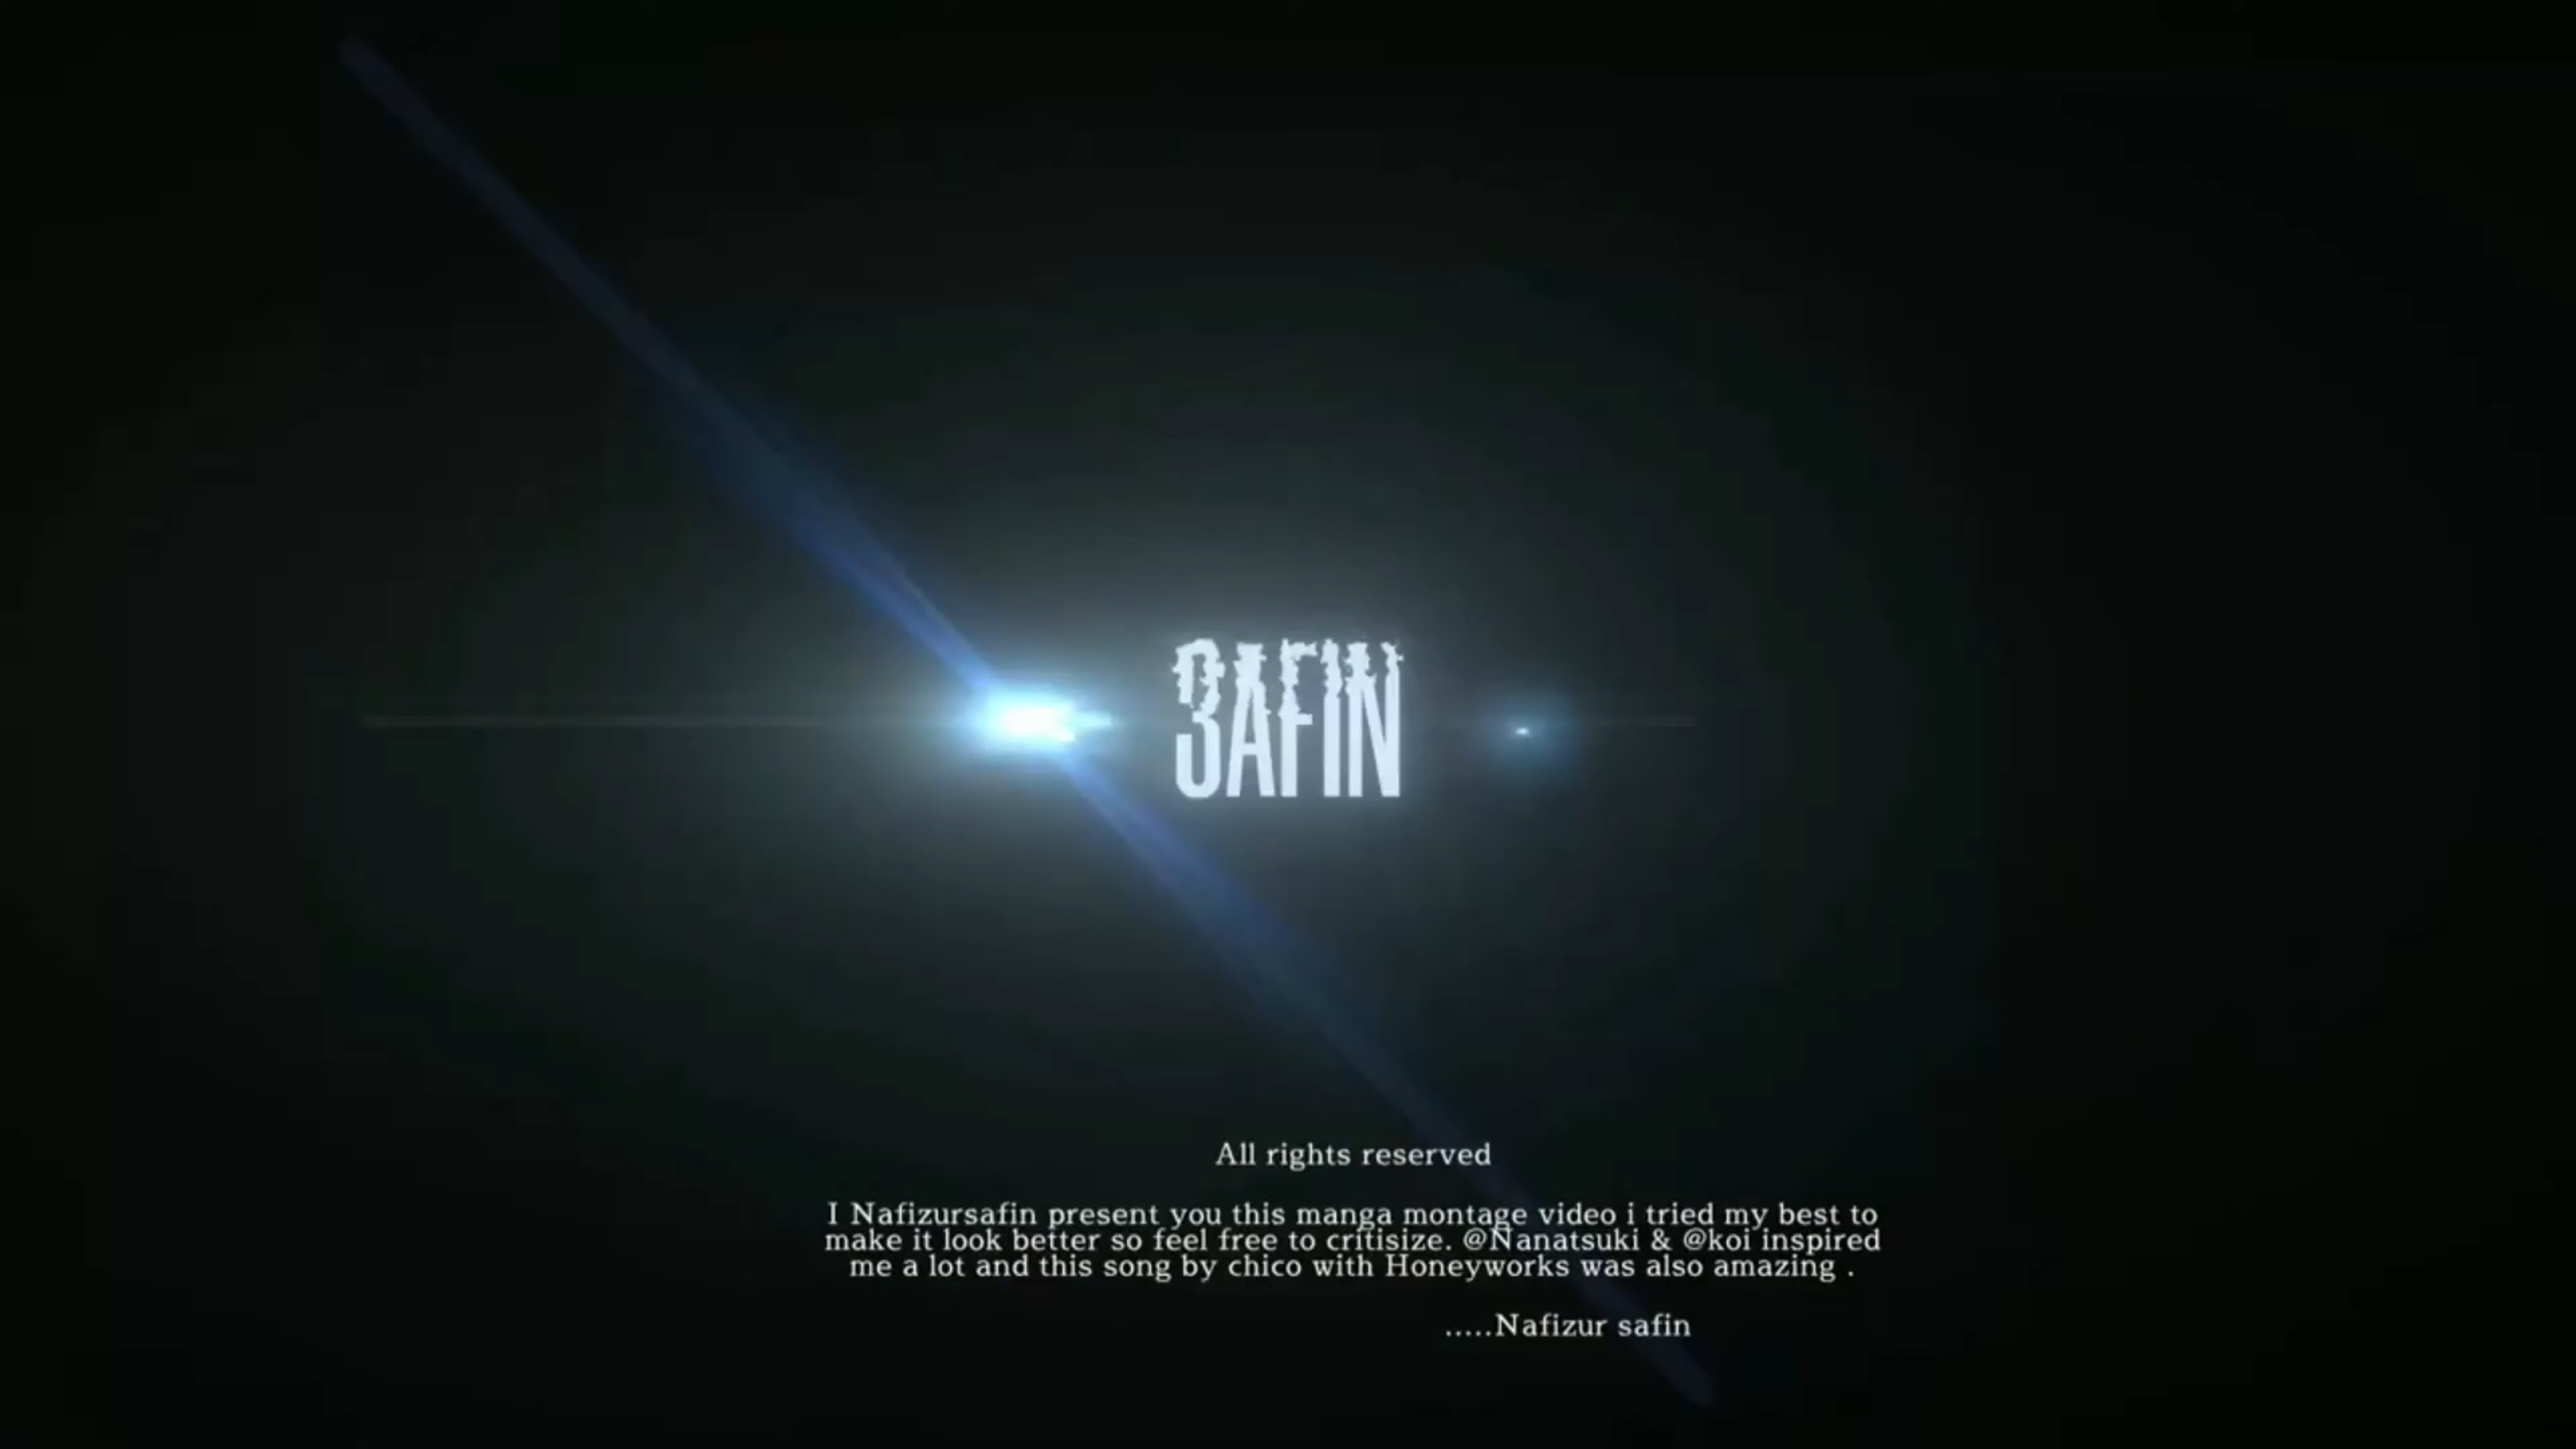 3AFIN
All rights reserved
I Nafizursafin present you this manga montage video i tried my best to
make it look better so feel free to critisize. @Nanatsuki & @koi inspired
me a lot and this song by chico with Honeyworks was also amazing .
.....Nafizur safin